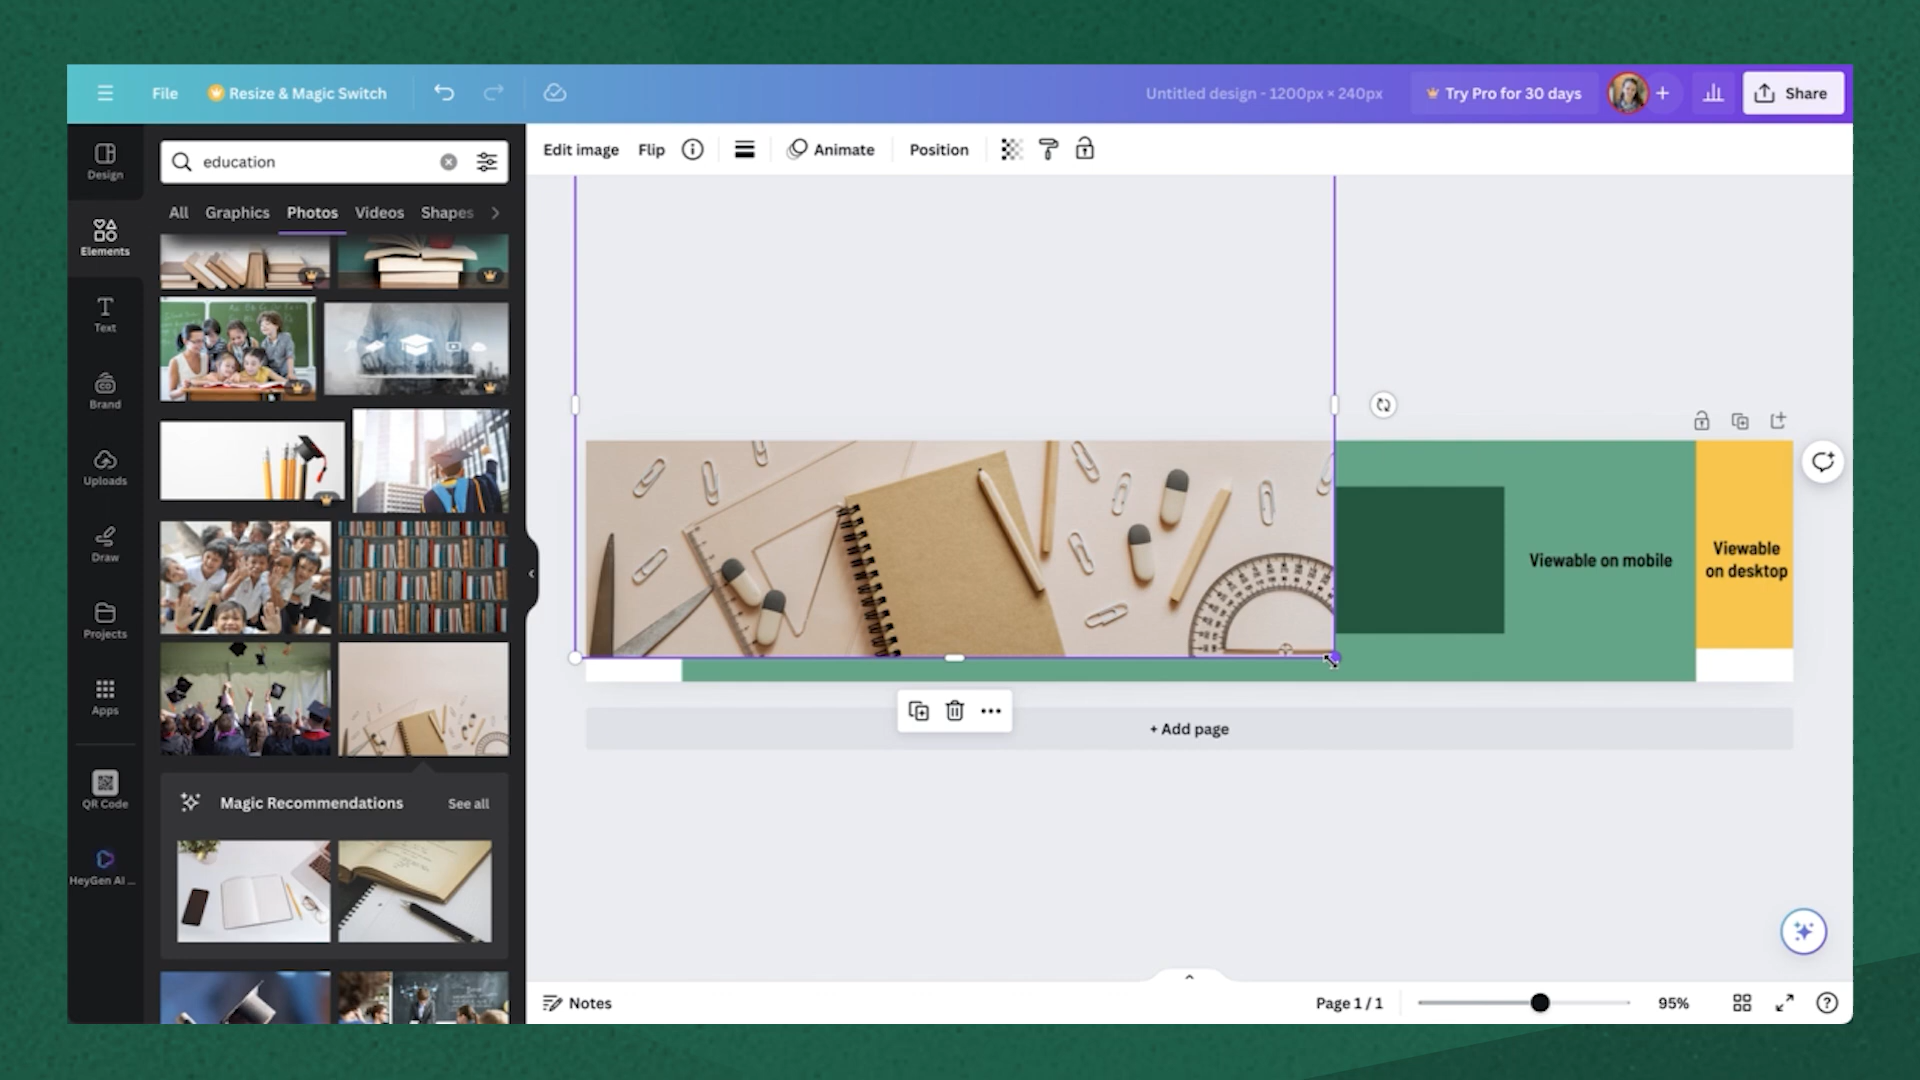 File
Resize & Magic Switch
Untitled design - 1200px × 240px
Try Pro for 30 days
Share
Design
Elements
Text
Brand
Uploads
Draw
Projects
Apps
QR Code
HeyGen AI ...
education
All
Graphics
Photos
Videos
Shapes
Magic Recommendations
See all
Edit image
Flip
Animate
Position
Viewable on mobile
Viewable
on desktop
+ Add page
Notes
Page 1 / 1
95%